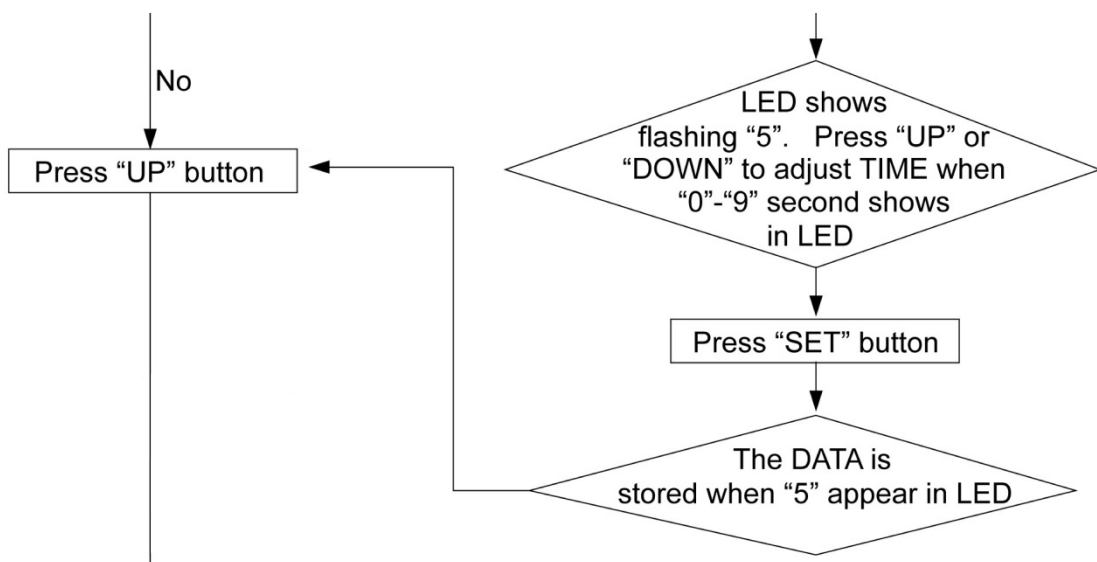 No
Press “UP” button
LED shows
flashing “5”. Press “UP” or
“DOWN” to adjust TIME when
“0”-“9” second shows
in LED
Press “SET” button
The DATA is
stored when “5” appear in LED